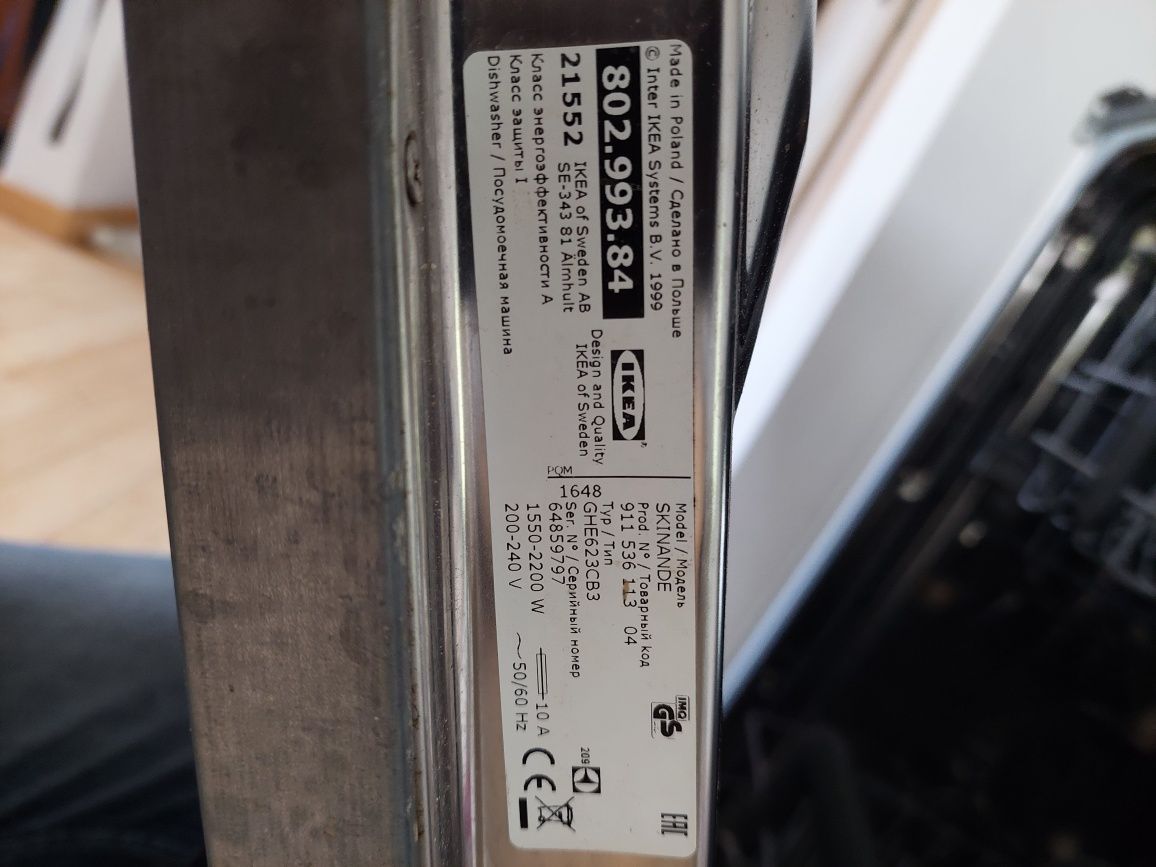 Made in Poland / Сделано в Польше
© Inter IKEA Systems B.V. 1999
802.993.84
21552
IKEA of Sweden AB
SE-343 81 Älmhult
Класс энергоэффективности A
Класс защиты I
Dishwasher / Посудомоечная машина
IKEA
Design and Quality
IKEA of Sweden
PQM
1648
Model / Модель
SKINANDE
Prod. Nº / Товарный код
911 536 113 04
Typ / Тип
GHE623CB3
Ser. Nº / Серийный номер
64859797
1550-2200 W
10 A
200-240 V
~ 50/60 Hz
IMQ
GS
209
CE
EAC